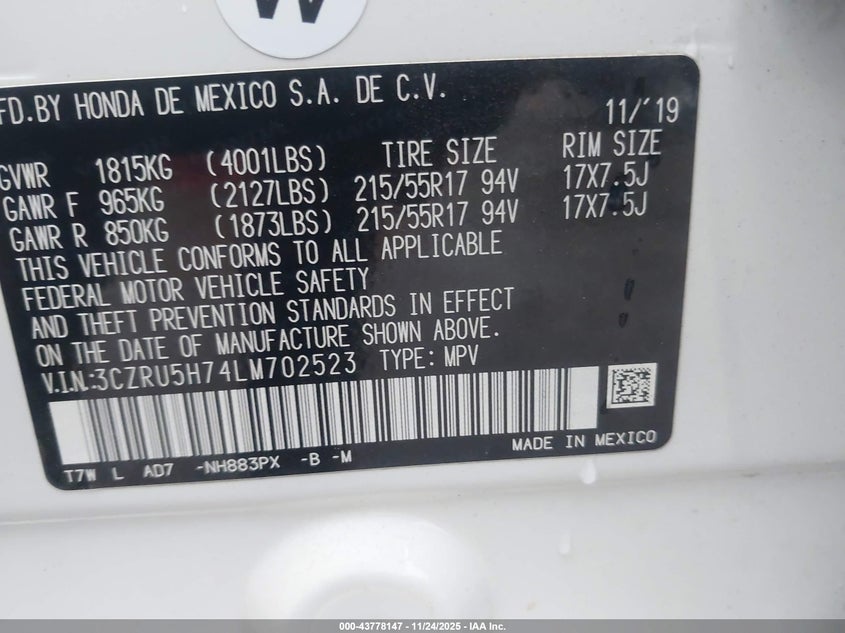 W
FD.BY HONDA DE MEXICO S.A. DE C.V. 11/'19
GVWR 1815KG (4001LBS) TIRE SIZE RIM SIZE
GAWR F 965KG (2127LBS) 215/55R17 94V 17X7.5J
GAWR R 850KG (1873LBS) 215/55R17 94V 17X7.5J
THIS VEHICLE CONFORMS TO ALL APPLICABLE
FEDERAL MOTOR VEHICLE SAFETY
AND THEFT PREVENTION STANDARDS IN EFFECT
ON THE DATE OF MANUFACTURE SHOWN ABOVE.
V.I.N:3CZRU5H74LM702523 TYPE: MPV
MADE IN MEXICO
T7W L AD7 -NH883PX -B -M
000-43778147 - 11/24/2025 - IAA Inc.